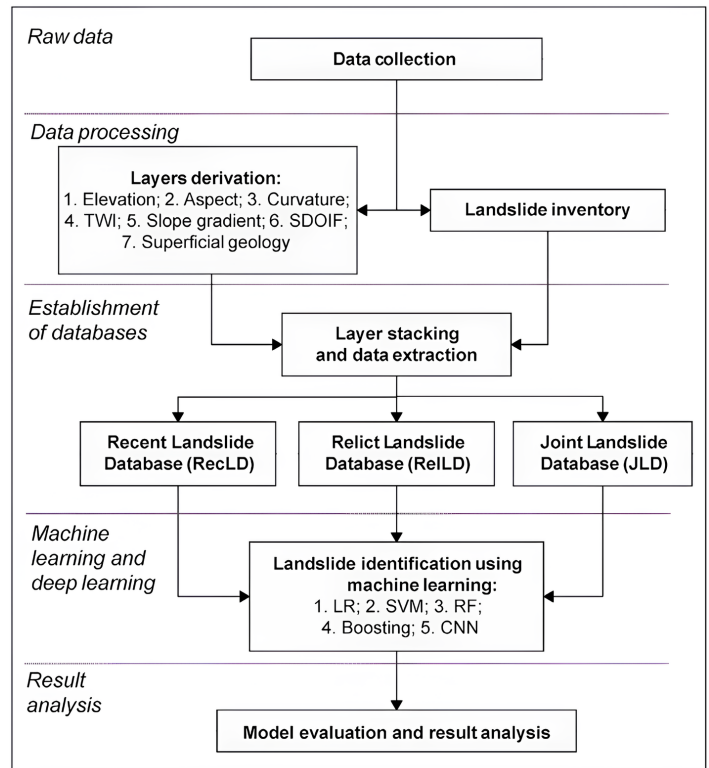 Raw data
Data collection
Data processing
Layers derivation:
1. Elevation; 2. Aspect; 3. Curvature;
4. TWI; 5. Slope gradient; 6. SDOIF;
7. Superficial geology
Landslide inventory
Establishment
of databases
Layer stacking
and data extraction
Recent Landslide
Database (RecLD)
Relict Landslide
Database (RelLD)
Joint Landslide
Database (JLD)
Machine
learning and
deep learning
Landslide identification using
machine learning:
1. LR; 2. SVM; 3. RF;
4. Boosting; 5. CNN
Result
analysis
Model evaluation and result analysis